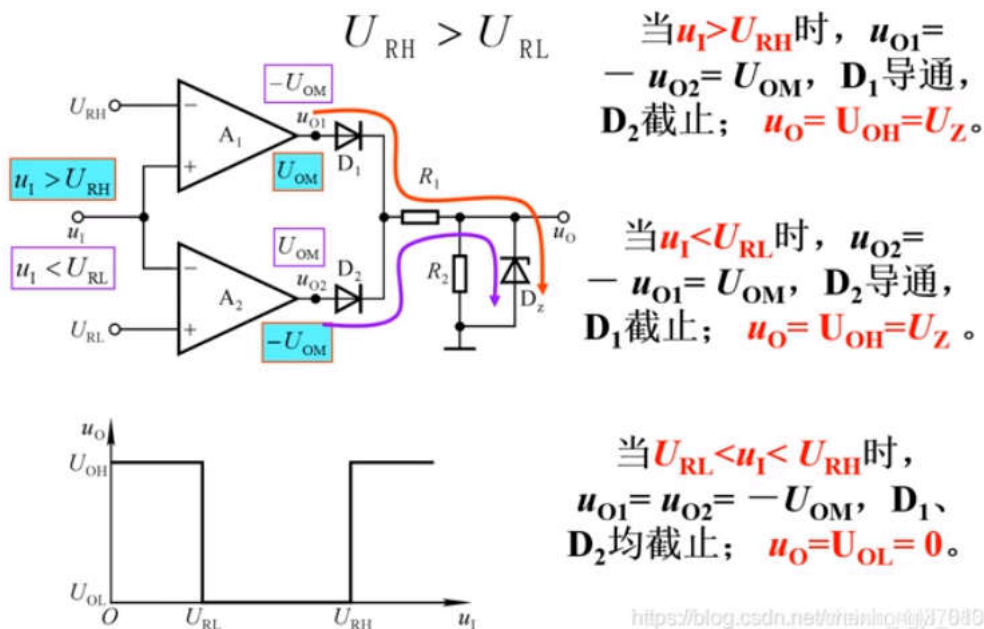 U_RH > U_RL
当u_I>U_RH时，u_O1=
－ u_O2= U_OM，D_1导通，
D_2截止； u_O= U_OH=U_Z。
－U_OM
U_RH
－
u_O1
A_1
D_1
+
U_OM
R_1
u_I > U_RH
u_I
u_O
当u_I<U_RL时，u_O2=
－ u_O1= U_OM，D_2导通，
D_1截止； u_O= U_OH=U_Z 。
u_I < U_RL
－
U_OM
D_2
u_O2
A_2
R_2
D_z
U_RL
+
－U_OM
u_O
U_OH
U_OL
O
U_RL
U_RH
u_I
当U_RL<u_I< U_RH时，
u_O1= u_O2= －U_OM，D_1、
D_2均截止； u_O=U_OL= 0。